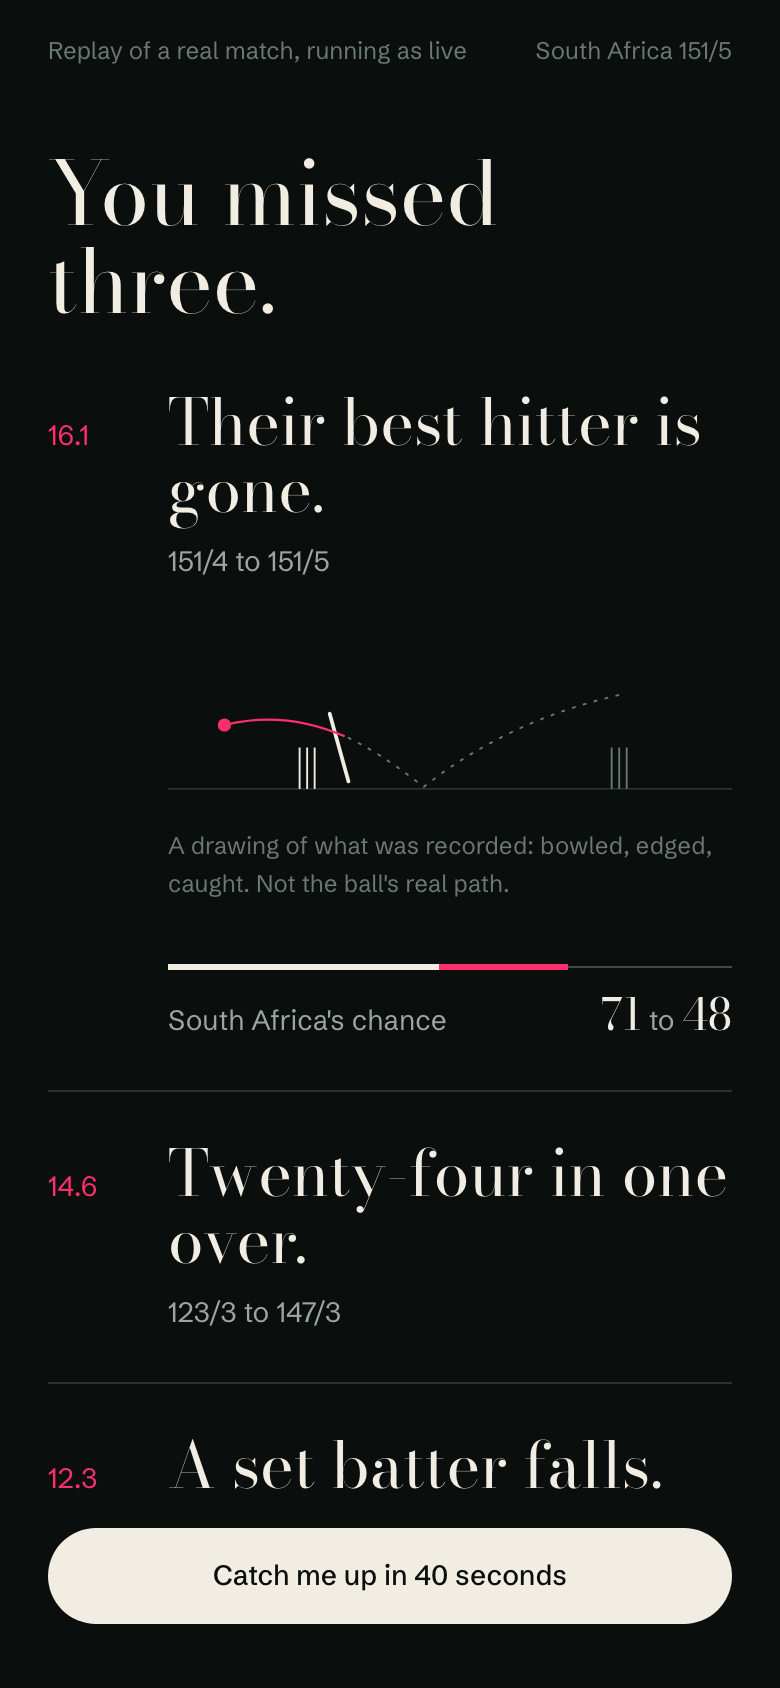 Replay of a real match, running as live
South Africa 151/5
You missed
three.
16.1
Their best hitter is
gone.
151/4 to 151/5
A drawing of what was recorded: bowled, edged,
caught. Not the ball's real path.
South Africa's chance
71 to 48
14.6
Twenty-four in one
over.
123/3 to 147/3
12.3
A set batter falls.
Catch me up in 40 seconds